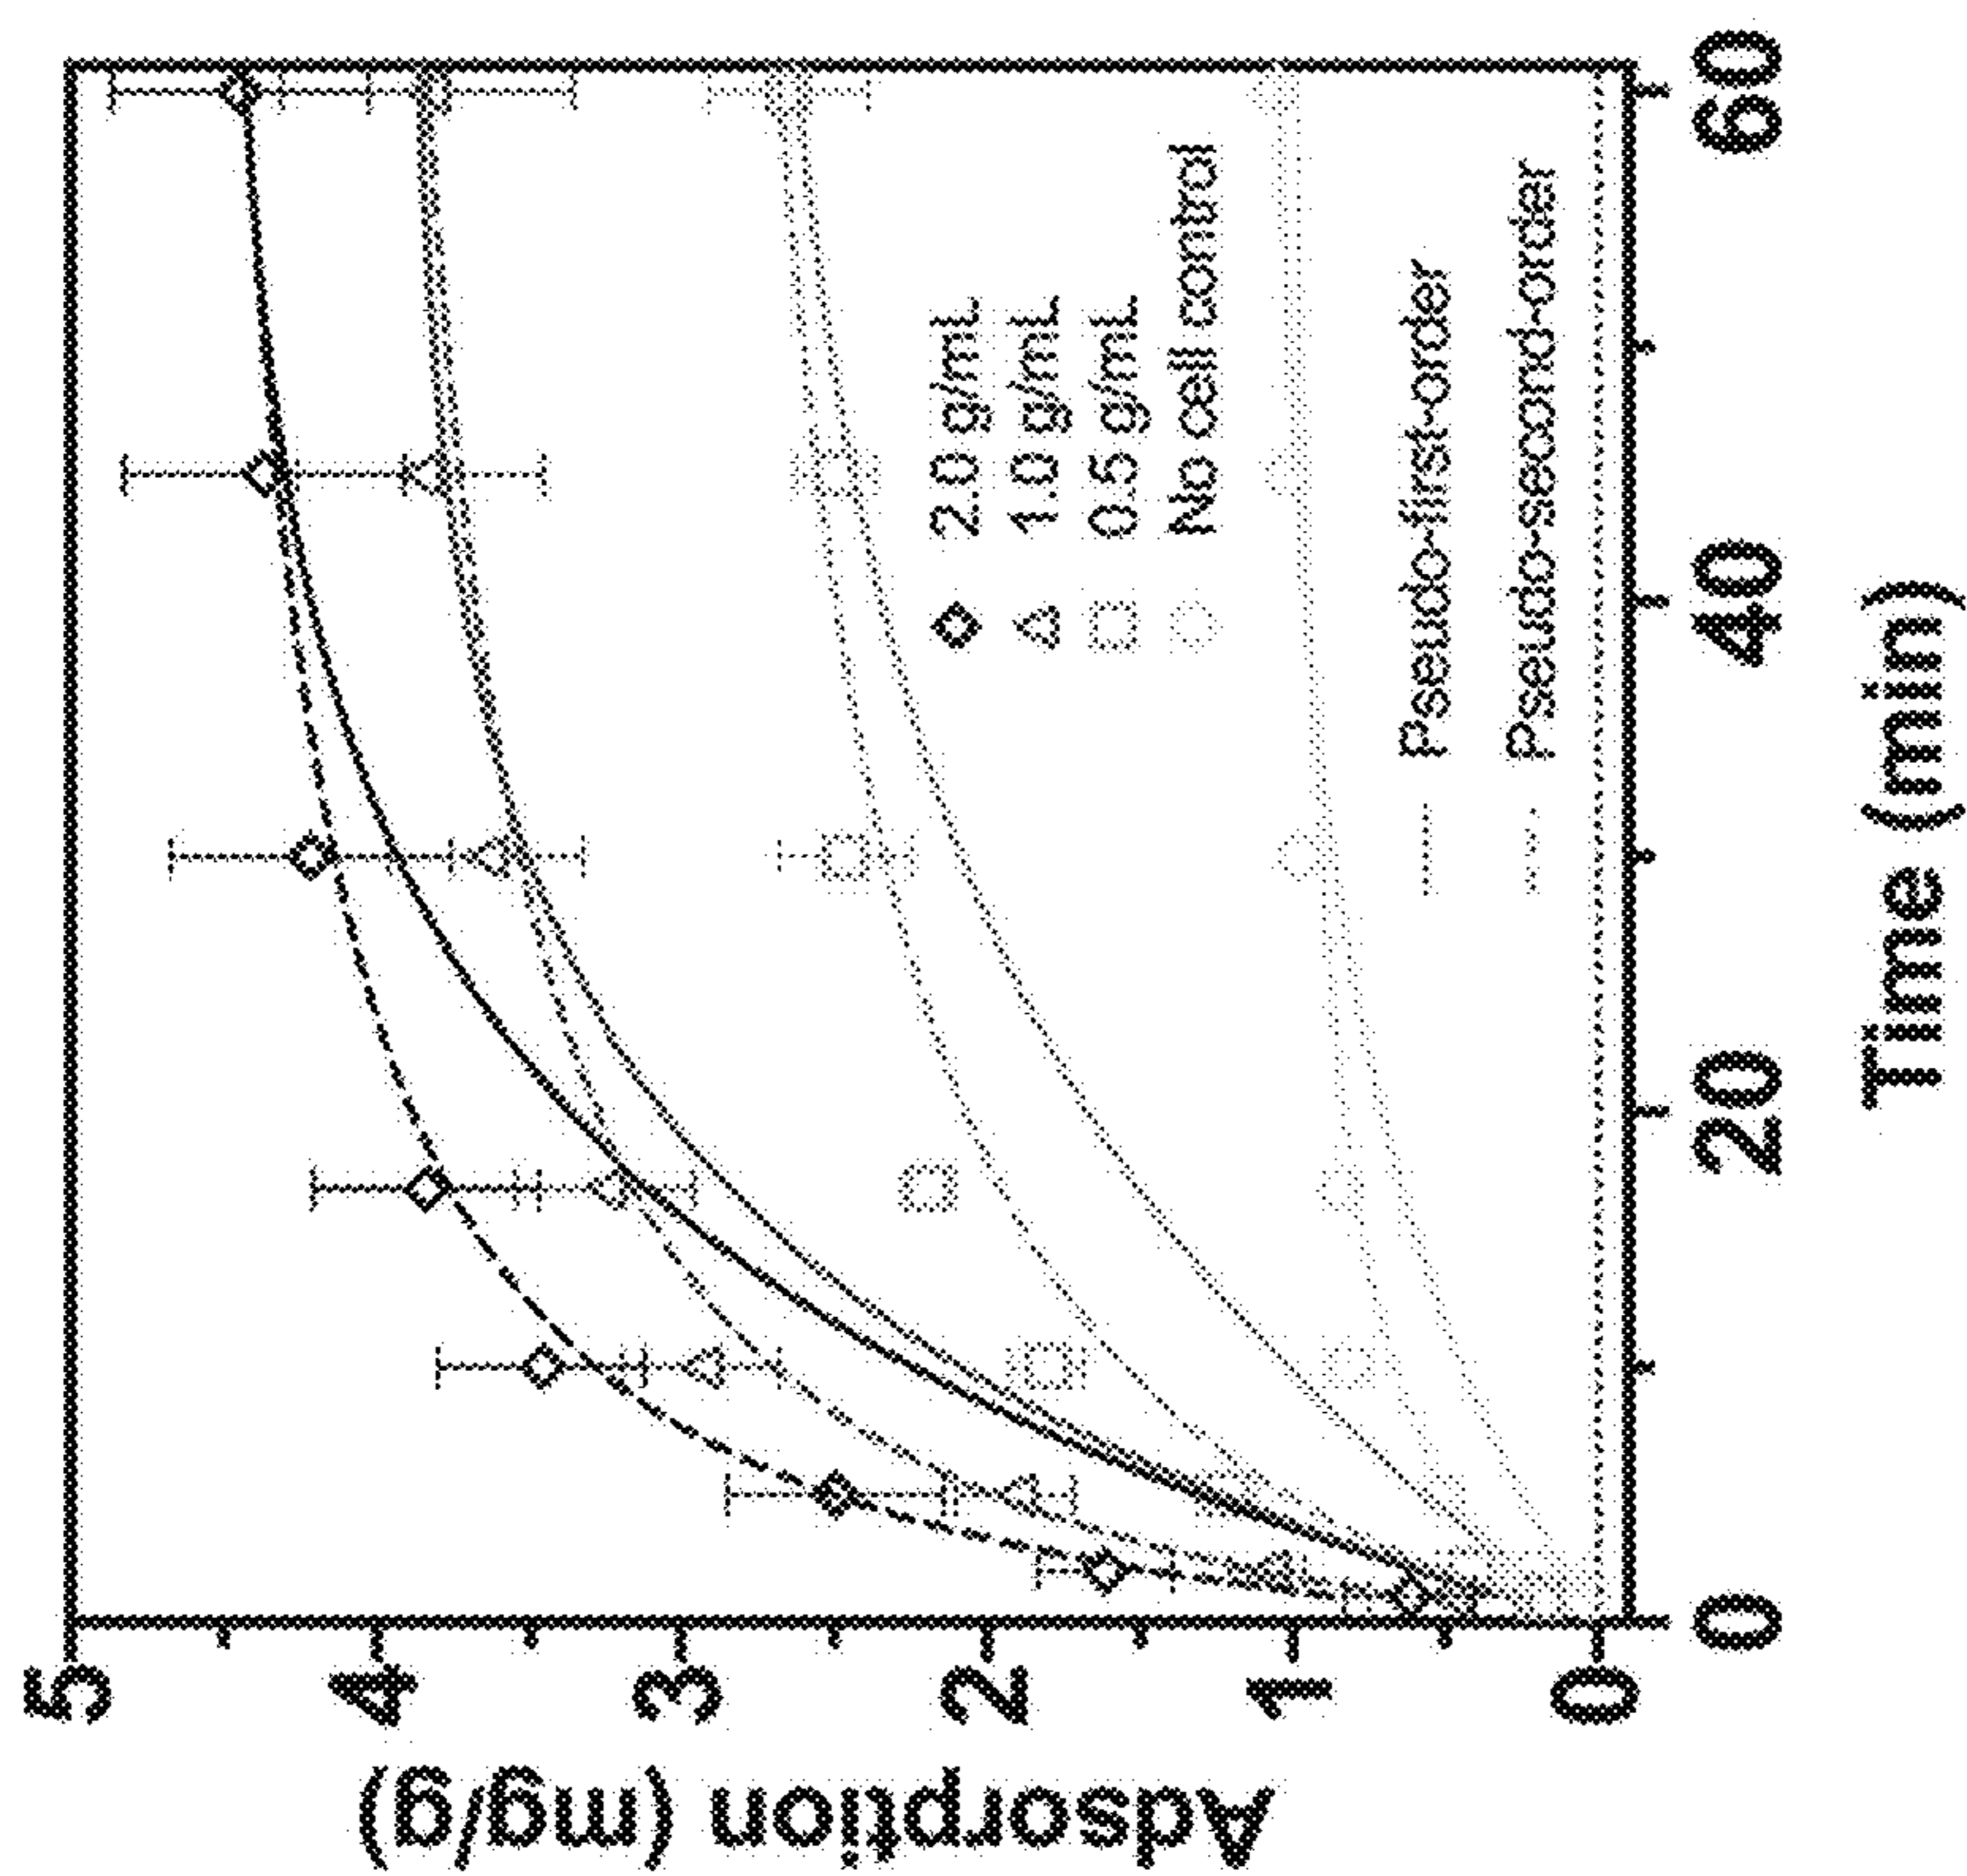 5
4
3
2
1
0
Adsorption (mg/g)
2.0 g/mL
1.0 g/mL
0.5 g/mL
No cell control
Pseudo-first-order
Pseudo-second-order
0
20
40
60
Time (min)